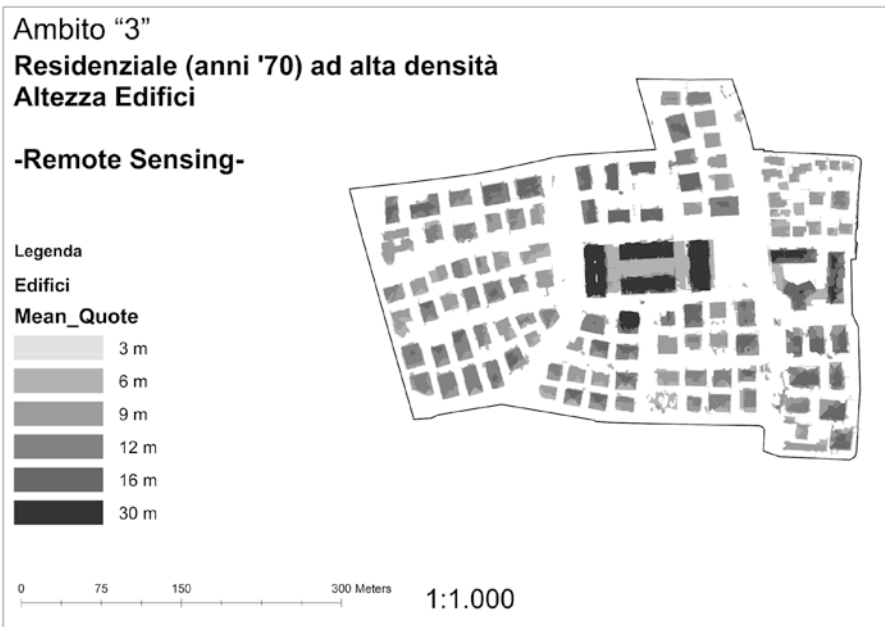 Ambito “3”
Residenziale (anni '70) ad alta densità
Altezza Edifici
-Remote Sensing-
Legenda
Edifici
Mean_Quote
3 m
6 m
9 m
12 m
16 m
30 m
0 75 150 300 Meters
1:1.000